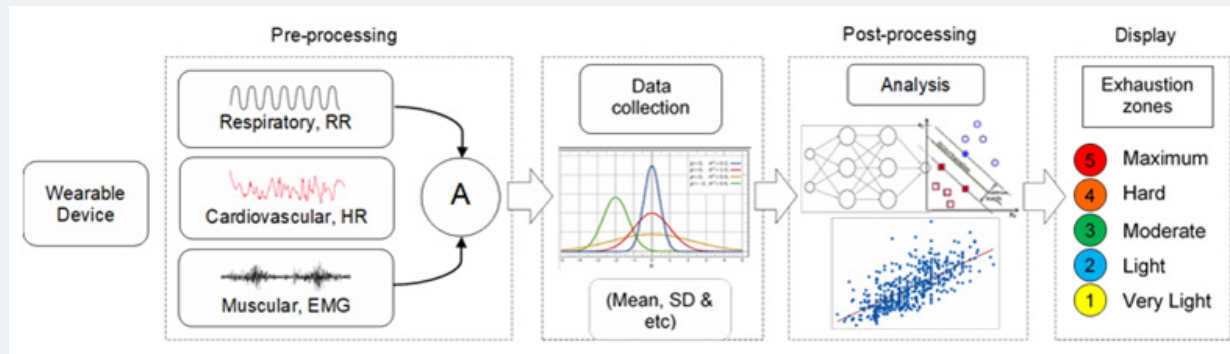 Pre-processing
Post-processing
Display
Wearable
Device
Respiratory, RR
Cardiovascular, HR
Muscular, EMG
A
Data
collection
(Mean, SD &
etc)
Analysis
Exhaustion
zones
5 Maximum
4 Hard
3 Moderate
2 Light
1 Very Light